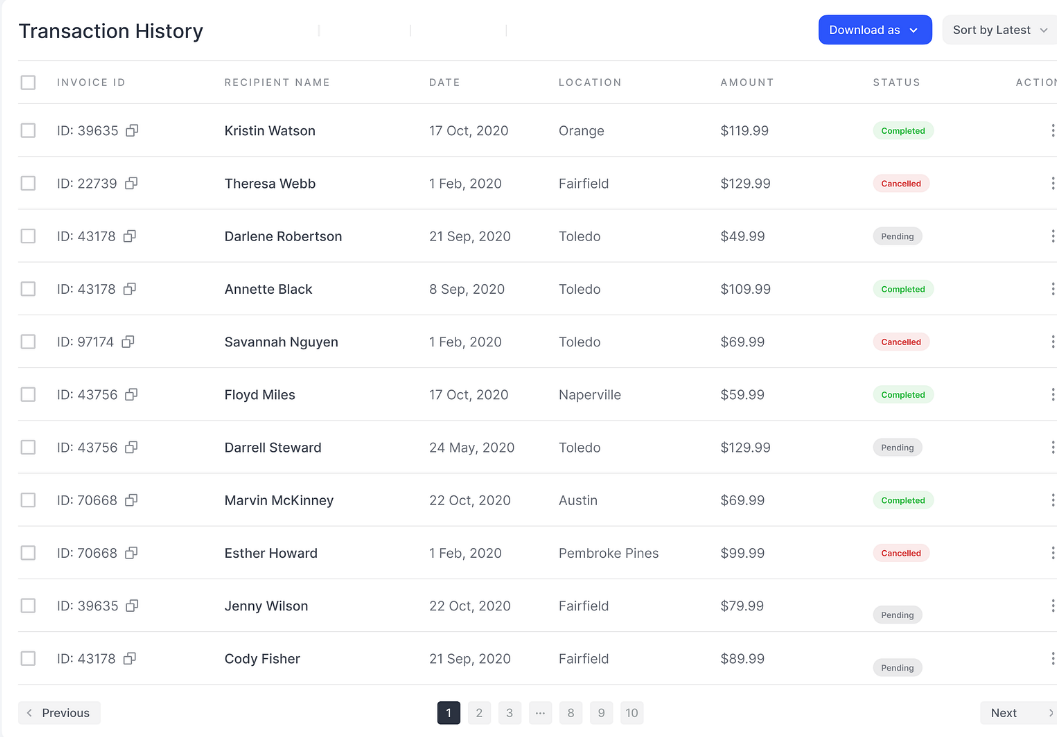 Transaction History
Download as
Sort by Latest
INVOICE ID RECIPIENT NAME DATE LOCATION AMOUNT STATUS ACTION
ID: 39635 Kristin Watson 17 Oct, 2020 Orange $119.99 Completed
ID: 22739 Theresa Webb 1 Feb, 2020 Fairfield $129.99 Cancelled
ID: 43178 Darlene Robertson 21 Sep, 2020 Toledo $49.99 Pending
ID: 43178 Annette Black 8 Sep, 2020 Toledo $109.99 Completed
ID: 97174 Savannah Nguyen 1 Feb, 2020 Toledo $69.99 Cancelled
ID: 43756 Floyd Miles 17 Oct, 2020 Naperville $59.99 Completed
ID: 43756 Darrell Steward 24 May, 2020 Toledo $129.99 Pending
ID: 70668 Marvin McKinney 22 Oct, 2020 Austin $69.99 Completed
ID: 70668 Esther Howard 1 Feb, 2020 Pembroke Pines $99.99 Cancelled
ID: 39635 Jenny Wilson 22 Oct, 2020 Fairfield $79.99 Pending
ID: 43178 Cody Fisher 21 Sep, 2020 Fairfield $89.99 Pending
Previous 1 2 3 ... 8 9 10 Next